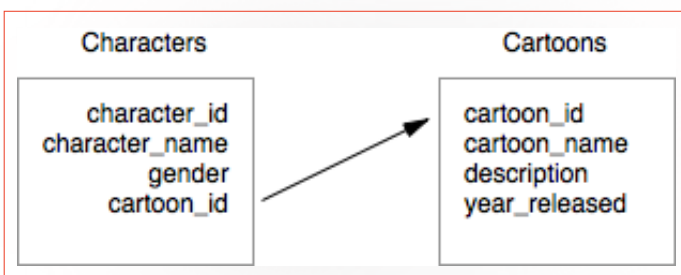 Characters
character_id
character_name
gender
cartoon_id
Cartoons
cartoon_id
cartoon_name
description
year_released